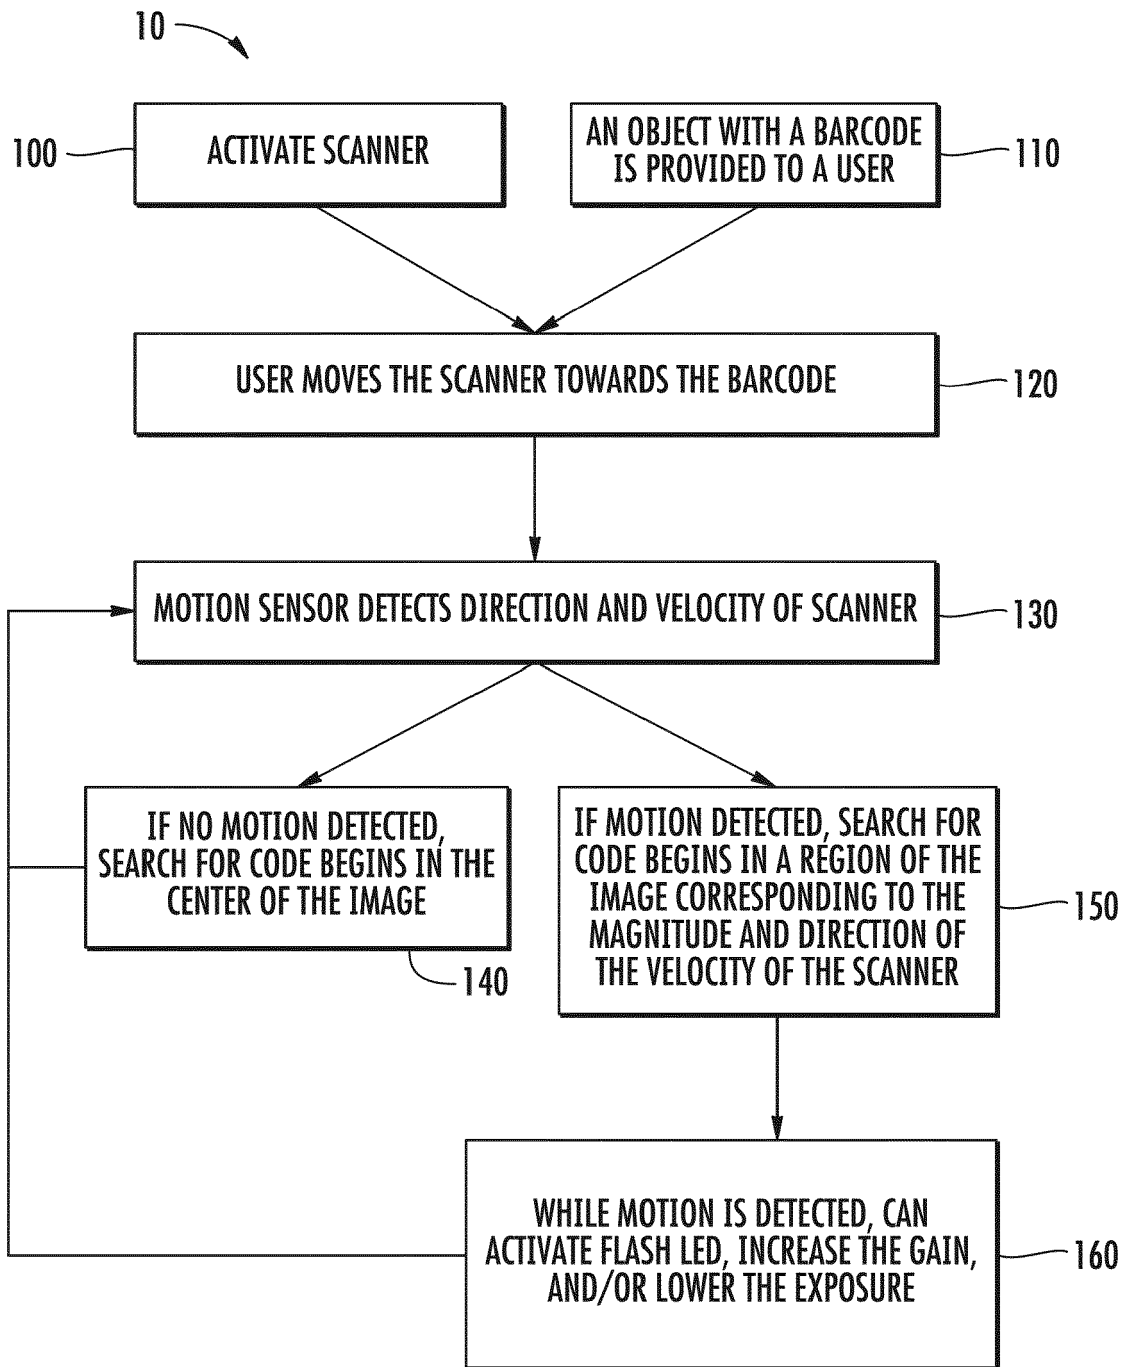 10
100
ACTIVATE SCANNER
AN OBJECT WITH A BARCODE
IS PROVIDED TO A USER
110
USER MOVES THE SCANNER TOWARDS THE BARCODE
120
MOTION SENSOR DETECTS DIRECTION AND VELOCITY OF SCANNER
130
IF NO MOTION DETECTED,
SEARCH FOR CODE BEGINS IN THE
CENTER OF THE IMAGE
140
IF MOTION DETECTED, SEARCH FOR
CODE BEGINS IN A REGION OF THE
IMAGE CORRESPONDING TO THE
MAGNITUDE AND DIRECTION OF
THE VELOCITY OF THE SCANNER
150
WHILE MOTION IS DETECTED, CAN
ACTIVATE FLASH LED, INCREASE THE GAIN,
AND/OR LOWER THE EXPOSURE
160